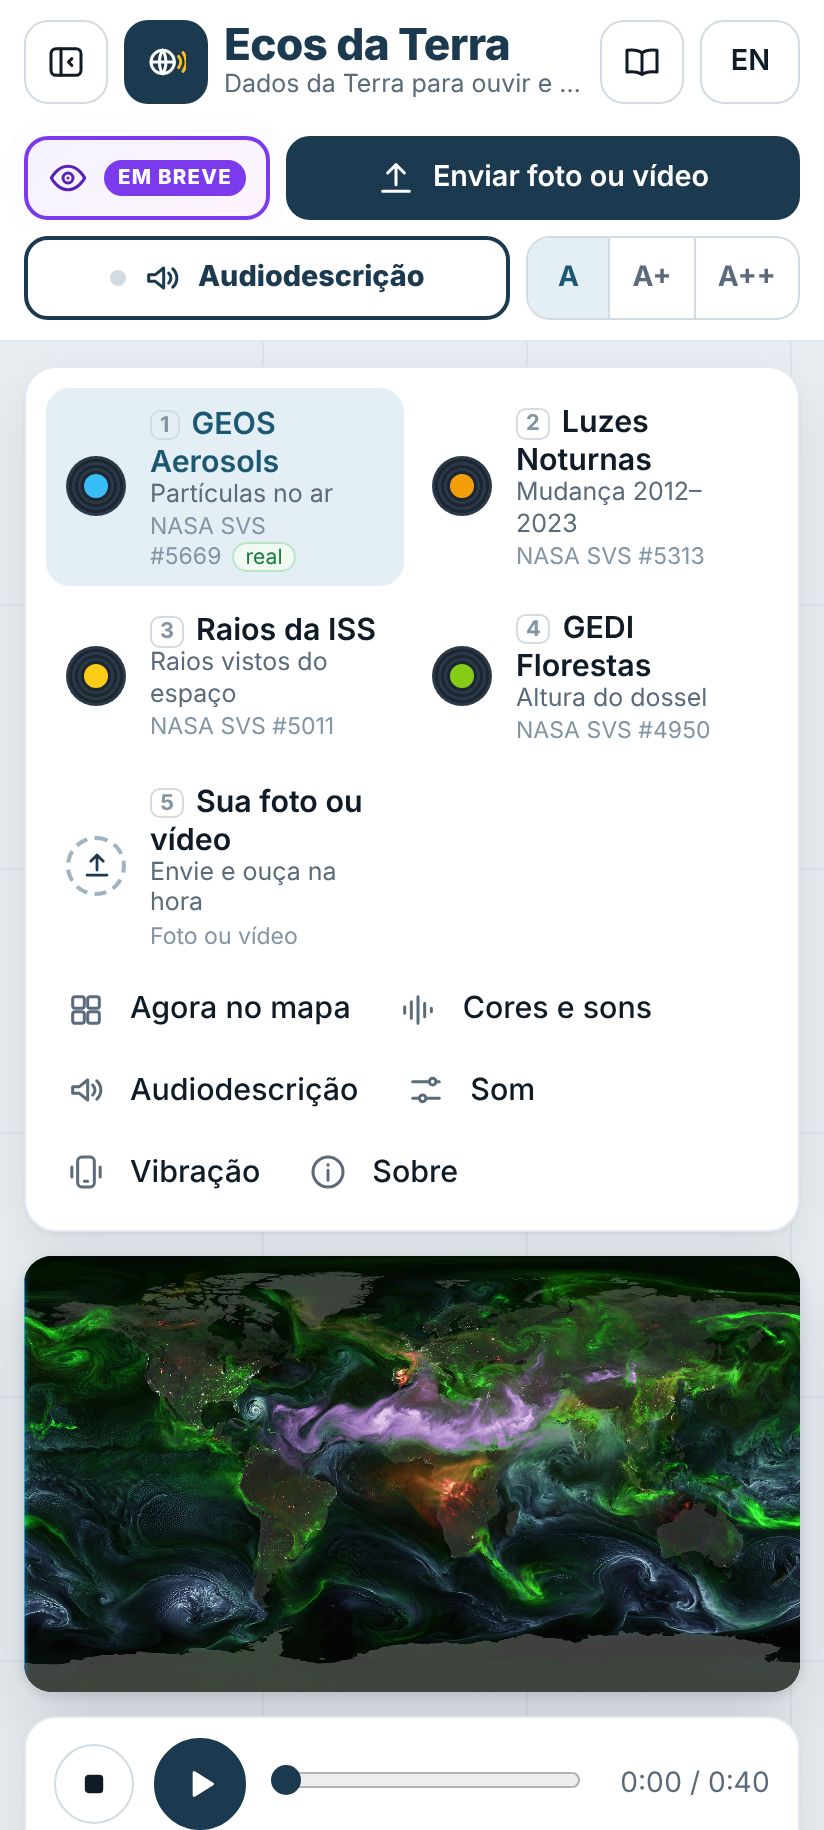 Ecos da Terra
Dados da Terra para ouvir e ...
EN
EM BREVE
Enviar foto ou vídeo
Audiodescrição
A
A+
A++
1 GEOS
Aerosols
Partículas no ar
NASA SVS
#5669 real
2 Luzes
Noturnas
Mudança 2012–
2023
NASA SVS #5313
3 Raios da ISS
Raios vistos do
espaço
NASA SVS #5011
4 GEDI
Florestas
Altura do dossel
NASA SVS #4950
5 Sua foto ou
vídeo
Envie e ouça na
hora
Foto ou vídeo
Agora no mapa
Cores e sons
Audiodescrição
Som
Vibração
Sobre
0:00 / 0:40